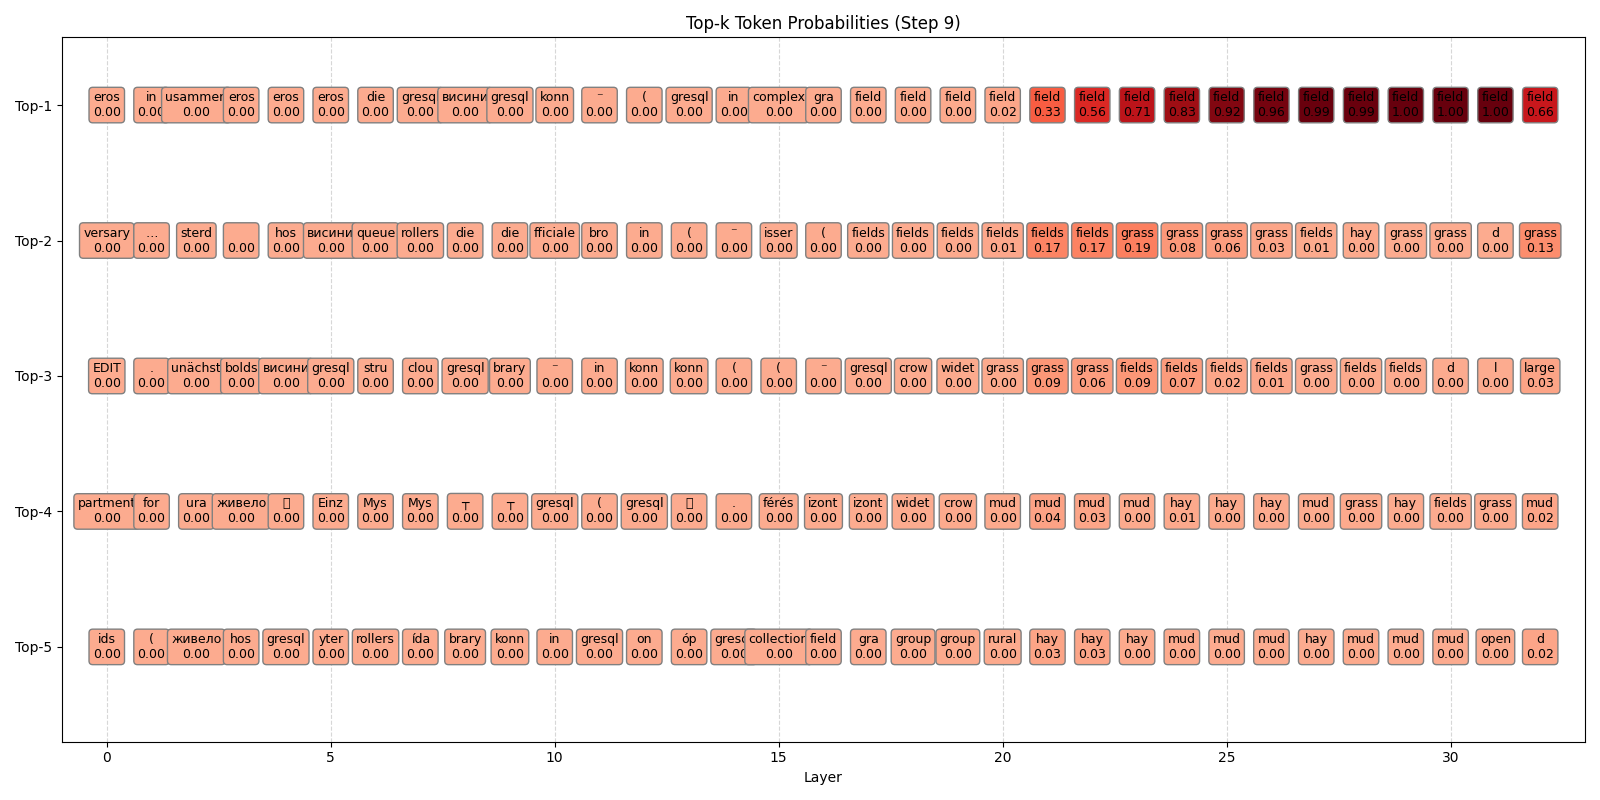 Top-k Token Probabilities (Step 9)
Top-1
eros in usammen eros eros eros die gresq висини gresql konn ⁻ ( gresql in complex gra field field field field field field field field field field field field field field field field
0.00 0.00 0.00 0.00 0.00 0.00 0.00 0.00 0.00 0.00 0.00 0.00 0.00 0.00 0.00 0.00 0.00 0.00 0.00 0.00 0.02 0.33 0.56 0.71 0.83 0.92 0.96 0.99 0.99 1.00 1.00 1.00 0.66
Top-2
versary ... sterd hos висини queue rollers die die fficiale bro in ( ⁻ isser ( fields fields fields fields fields fields grass grass grass grass fields hay grass grass d grass
0.00 0.00 0.00 0.00 0.00 0.00 0.00 0.00 0.00 0.00 0.00 0.00 0.00 0.00 0.00 0.00 0.00 0.00 0.00 0.00 0.01 0.17 0.17 0.19 0.08 0.06 0.03 0.01 0.00 0.00 0.00 0.00 0.13
Top-3
EDIT . unächst bolds висини gresql stru clou gresql brary ⁻ in konn konn ( ( ⁻ gresql crow widet grass grass grass fields fields fields fields grass fields fields d l large
0.00 0.00 0.00 0.00 0.00 0.00 0.00 0.00 0.00 0.00 0.00 0.00 0.00 0.00 0.00 0.00 0.00 0.00 0.00 0.00 0.00 0.09 0.06 0.09 0.07 0.02 0.01 0.00 0.00 0.00 0.00 0.00 0.03
Top-4
partment for ura живело Einz Mys Mys ┬ ┬ gresql ( gresql . férés izont izont widet crow mud mud mud mud hay hay hay mud grass hay fields grass mud
0.00 0.00 0.00 0.00 0.00 0.00 0.00 0.00 0.00 0.00 0.00 0.00 0.00 0.00 0.00 0.00 0.00 0.00 0.00 0.00 0.00 0.04 0.03 0.00 0.01 0.00 0.00 0.00 0.00 0.00 0.00 0.00 0.02
Top-5
ids ( живело hos gresql yter rollers ída brary konn in gresql on óp gresq collection field gra group group rural hay hay hay mud mud mud hay mud mud mud open d
0.00 0.00 0.00 0.00 0.00 0.00 0.00 0.00 0.00 0.00 0.00 0.00 0.00 0.00 0.00 0.00 0.00 0.00 0.00 0.00 0.00 0.03 0.03 0.00 0.00 0.00 0.00 0.00 0.00 0.00 0.00 0.00 0.02
0 5 10 15 20 25 30
Layer